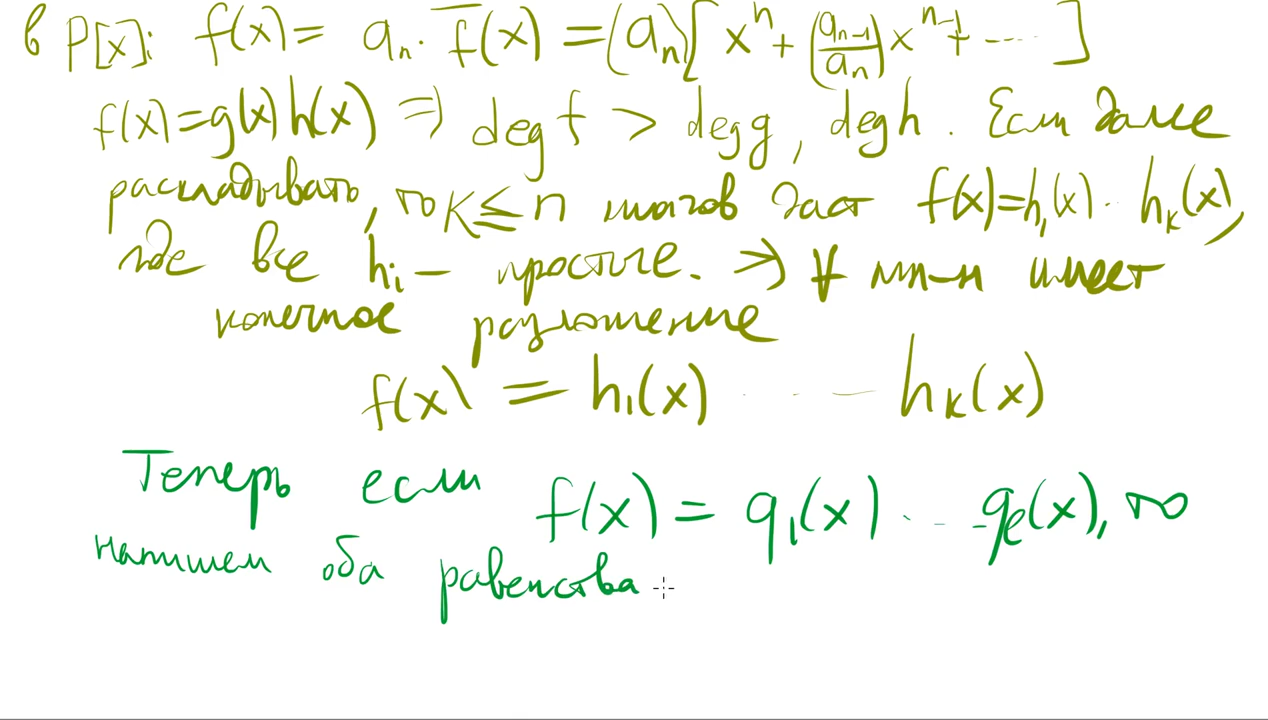 в P[x]: f(x) = aₙ · f̅(x) = (aₙ)[xⁿ + (aₙ₋₁/aₙ)xⁿ⁻¹ + ....]
f(x) = g(x) h(x) ⇒ deg f > deg g, deg h. Если далее
раскладывать, то k ≤ n шагов даст f(x) = h₁(x) · hₖ(x),
где все hᵢ – простые. ⇒ ∀ мн-н имеет
конечное разложение
f(x) = h₁(x) ..... hₖ(x)
Теперь если f(x) = q₁(x) .... qₑ(x), то
напишем оба равенства